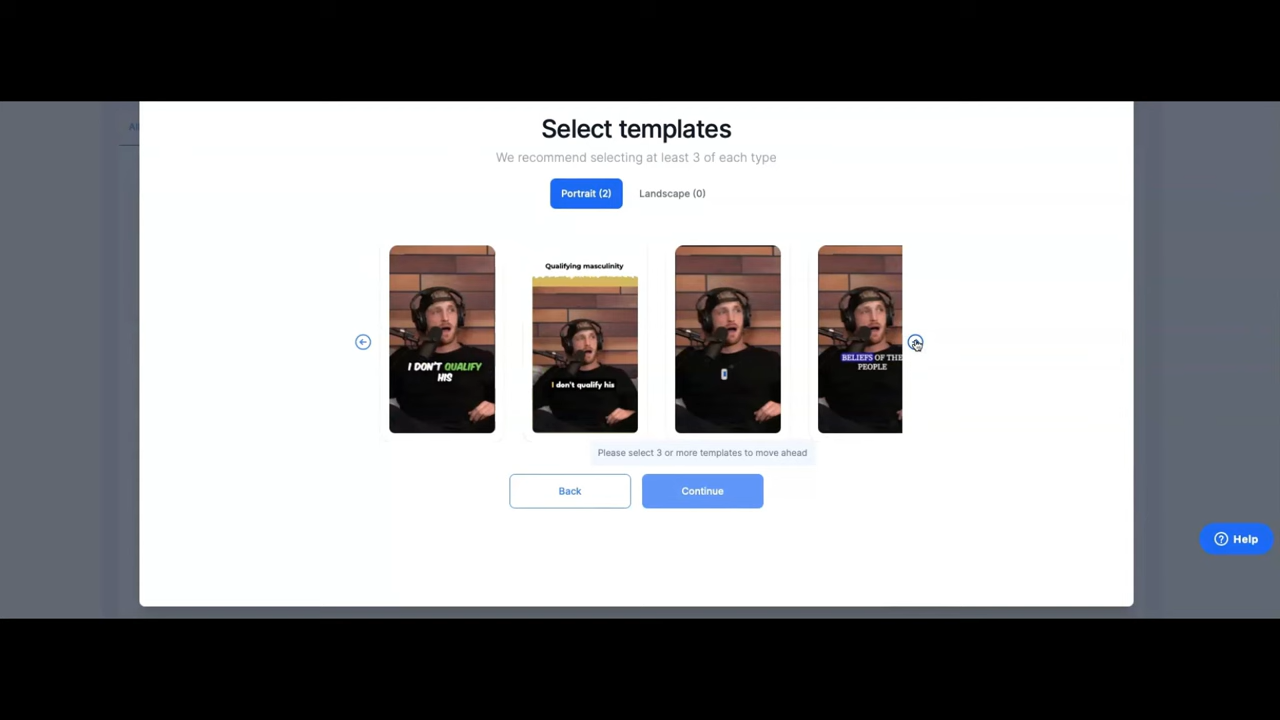 Select templates
We recommend selecting at least 3 of each type
Portrait (2)
Landscape (0)
I DON'T QUALIFY
HIS
Qualifying masculinity
I don't qualify his
BELIEFS OF THE
PEOPLE
Please select 3 or more templates to move ahead
Back
Continue
Help